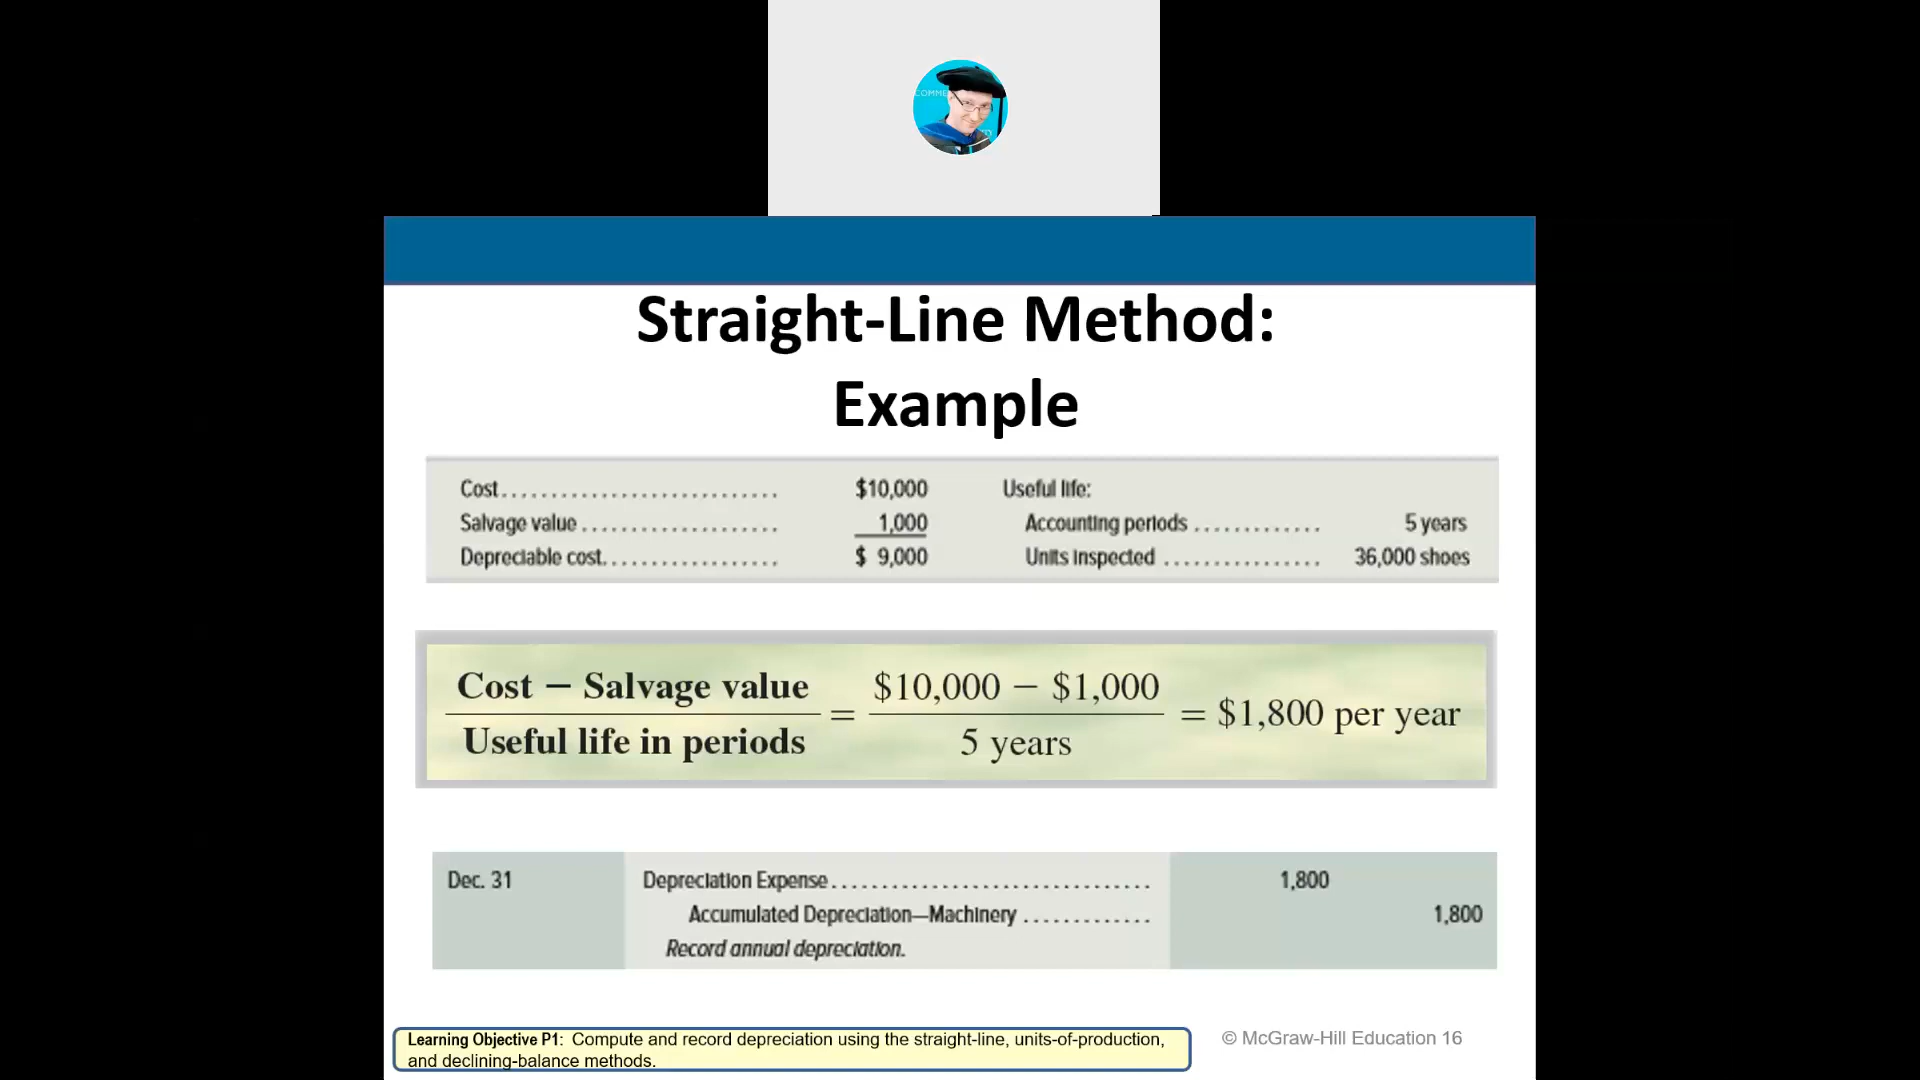 COMME
Straight-Line Method:
Example
Cost............................ $10,000 Useful life:
Salvage value .................... 1,000 Accounting periods ............. 5 years
Depreciable cost.................. $ 9,000 Units inspected ................ 36,000 shoes
Cost − Salvage value
Useful life in periods
=
$10,000 − $1,000
5 years
= $1,800 per year
Dec. 31 Depreciation Expense................................ 1,800
Accumulated Depreciation—Machinery ............. 1,800
Record annual depreciation.
Learning Objective P1: Compute and record depreciation using the straight-line, units-of-production,
and declining-balance methods.
© McGraw-Hill Education 16